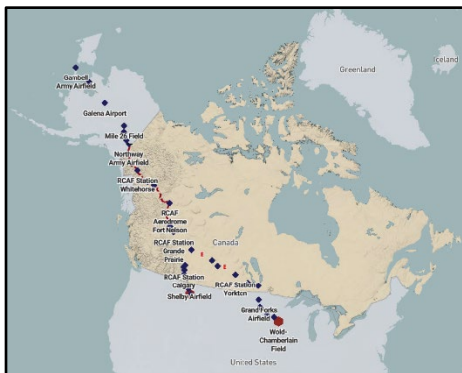 Greenland
Iceland
Gambell
Army Airfield
Galena Airport
Mile 26 Field
Northway
Army Airfield
RCAF Station
Whitehorse
RCAF
Aerodrome
Fort Nelson
RCAF Station
Grande
Prairie
Canada
RCAF Station
Calgary
RCAF Station
Yorkton
Shelby Airfield
Grand Forks
Airfield
Wold-
Chamberlain
Field
United States